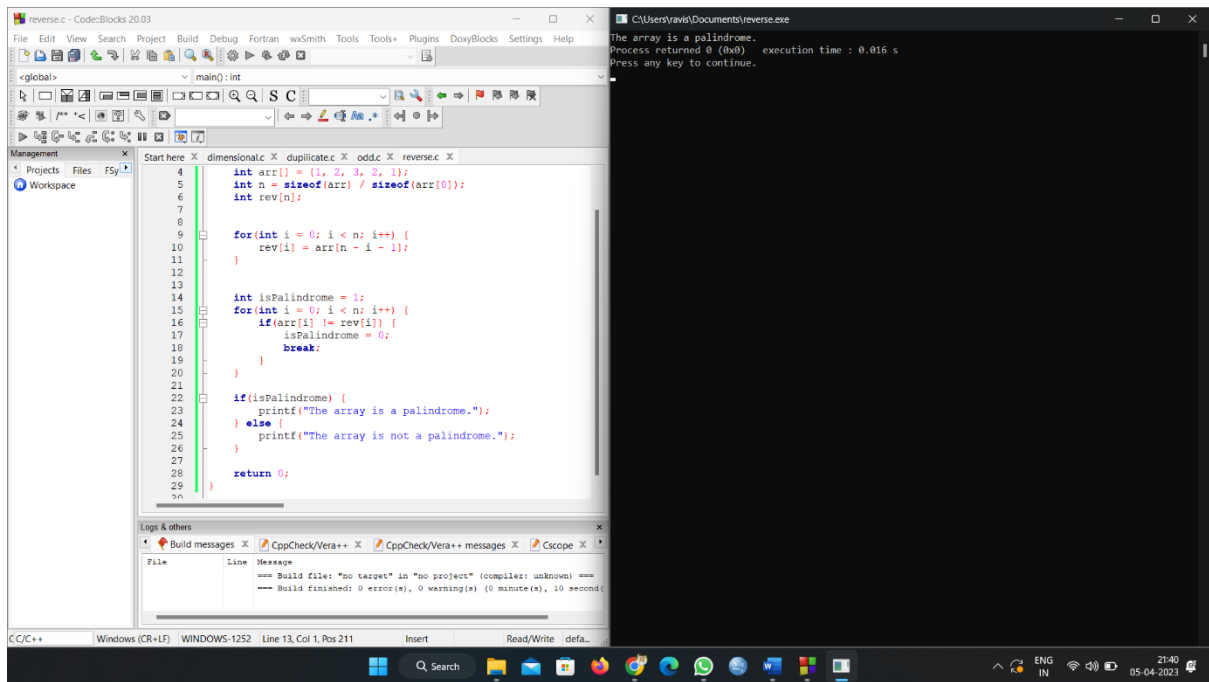 reverse.c - Code::Blocks 20.03
File Edit View Search Project Build Debug Fortran wxSmith Tools Tools+ Plugins DoxyBlocks Settings Help
<global>
main() : int
S C
/** *<
Aa .*
Management
Projects Files FSy
Workspace
Start here X dimensional.c X dupilicate.c X odd.c X reverse.c X
4 int arr[] = {1, 2, 3, 2, 1};
5 int n = sizeof(arr) / sizeof(arr[0]);
6 int rev[n];
7
8
9 for(int i = 0; i < n; i++) {
10 rev[i] = arr[n - i - 1];
11 }
12
13
14 int isPalindrome = 1;
15 for(int i = 0; i < n; i++) {
16 if(arr[i] != rev[i]) {
17 isPalindrome = 0;
18 break;
19 }
20 }
21
22 if(isPalindrome) {
23 printf("The array is a palindrome.");
24 } else {
25 printf("The array is not a palindrome.");
26 }
27
28 return 0;
29 }
30
Logs & others
Build messages X CppCheck/Vera++ X CppCheck/Vera++ messages X Cscope X
File Line Message
=== Build file: "no target" in "no project" (compiler: unknown) ===
=== Build finished: 0 error(s), 0 warning(s) (0 minute(s), 10 second(
C C/C++ Windows (CR+LF) WINDOWS-1252 Line 13, Col 1, Pos 211 Insert Read/Write defa...
C:\Users\ravis\Documents\reverse.exe
The array is a palindrome.
Process returned 0 (0x0) execution time : 0.016 s
Press any key to continue.
Search
ENG
IN
21:40
05-04-2023